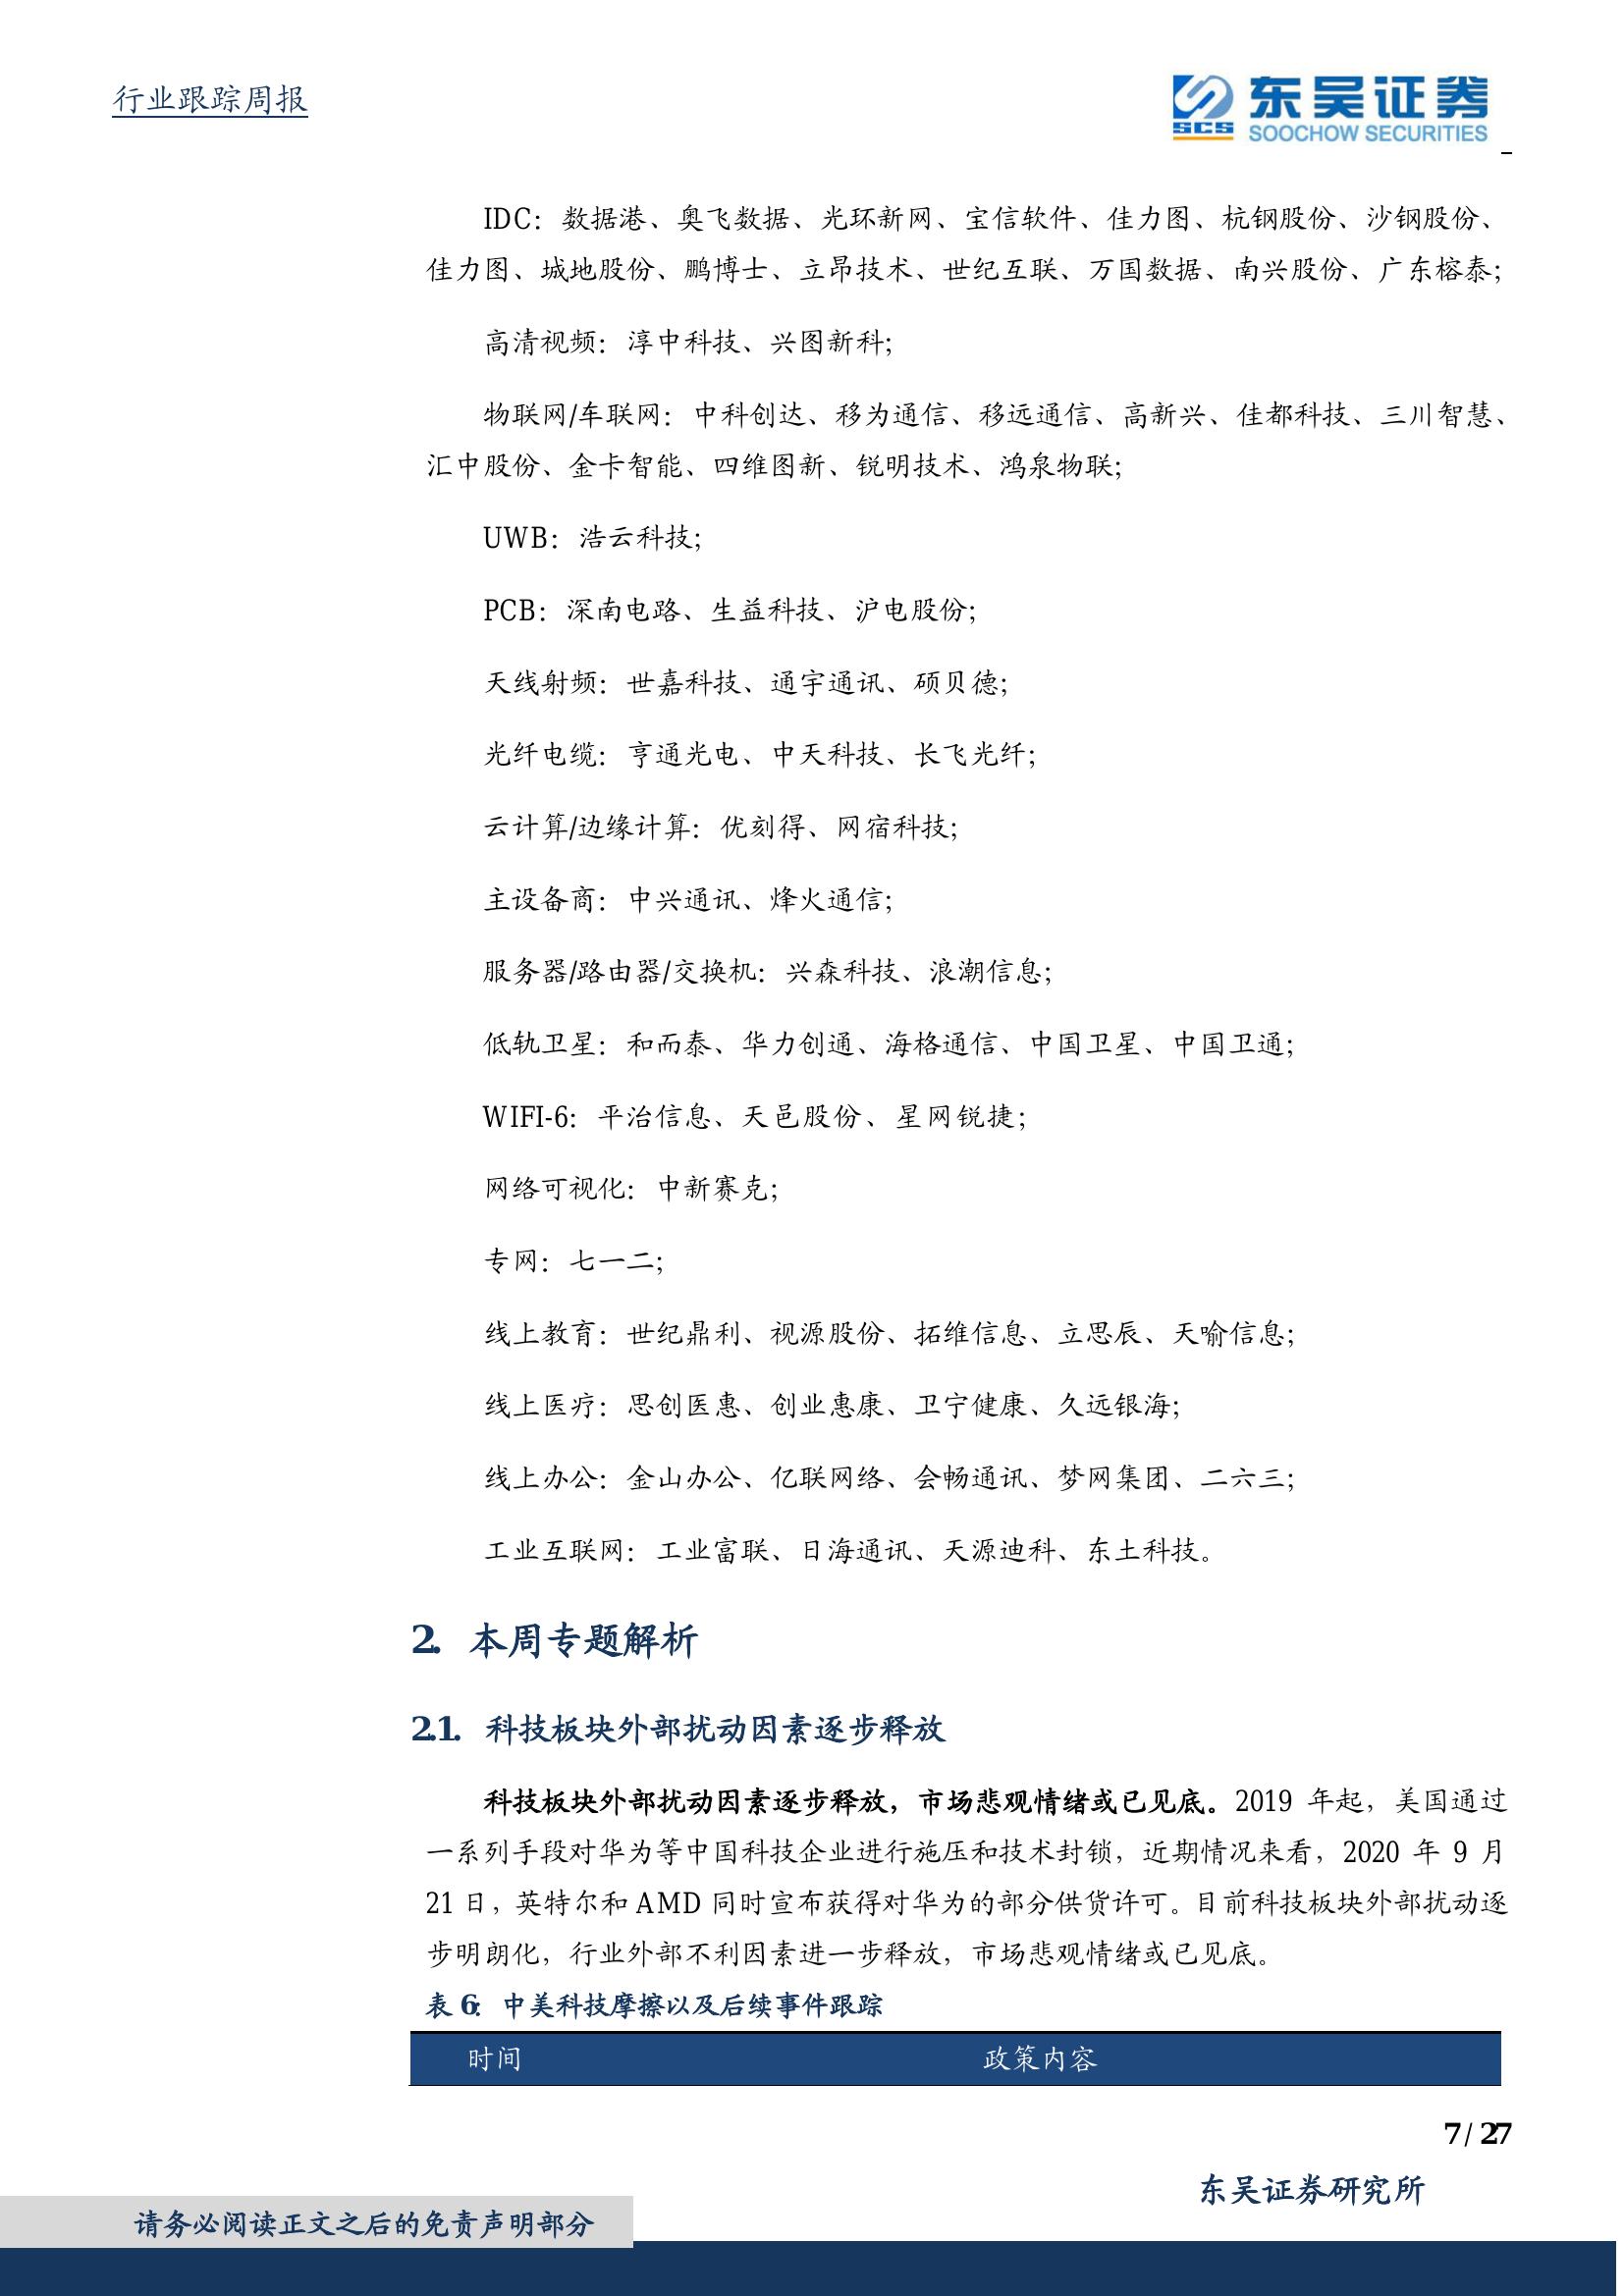 行业跟踪周报
东吴证券
SCS
SOOCHOW SECURITIES
IDC：数据港、奥飞数据、光环新网、宝信软件、佳力图、杭钢股份、沙钢股份、
佳力图、城地股份、鹏博士、立昂技术、世纪互联、万国数据、南兴股份、广东榕泰；
高清视频：淳中科技、兴图新科；
物联网/车联网：中科创达、移为通信、移远通信、高新兴、佳都科技、三川智慧、
汇中股份、金卡智能、四维图新、锐明技术、鸿泉物联；
UWB：浩云科技；
PCB：深南电路、生益科技、沪电股份；
天线射频：世嘉科技、通宇通讯、硕贝德；
光纤电缆：亨通光电、中天科技、长飞光纤；
云计算/边缘计算：优刻得、网宿科技；
主设备商：中兴通讯、烽火通信；
服务器/路由器/交换机：兴森科技、浪潮信息；
低轨卫星：和而泰、华力创通、海格通信、中国卫星、中国卫通；
WIFI-6：平治信息、天邑股份、星网锐捷；
网络可视化：中新赛克；
专网：七一二；
线上教育：世纪鼎利、视源股份、拓维信息、立思辰、天喻信息；
线上医疗：思创医惠、创业惠康、卫宁健康、久远银海；
线上办公：金山办公、亿联网络、会畅通讯、梦网集团、二六三；
工业互联网：工业富联、日海通讯、天源迪科、东土科技。
2. 本周专题解析
2.1. 科技板块外部扰动因素逐步释放
科技板块外部扰动因素逐步释放，市场悲观情绪或已见底。2019 年起，美国通过
一系列手段对华为等中国科技企业进行施压和技术封锁，近期情况来看，2020 年 9 月
21 日，英特尔和 AMD 同时宣布获得对华为的部分供货许可。目前科技板块外部扰动逐
步明朗化，行业外部不利因素进一步释放，市场悲观情绪或已见底。
表 6：中美科技摩擦以及后续事件跟踪
时间 政策内容
7 / 27
东吴证券研究所
请务必阅读正文之后的免责声明部分